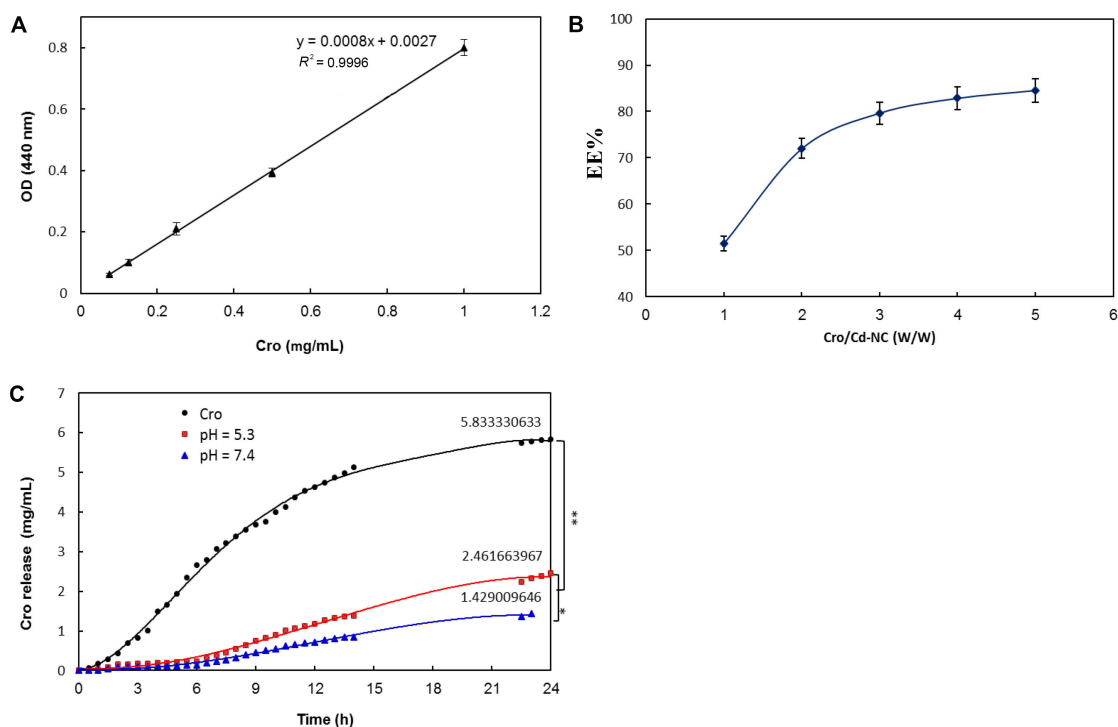 A
y = 0.0008x + 0.0027
R² = 0.9996
0.8
0.6
0.4
0.2
0
OD (440 nm)
0 0.2 0.4 0.6 0.8 1 1.2
Cro (mg/mL)
B
100
90
80
70
60
50
40
EE%
0 1 2 3 4 5 6
Cro/Cd-NC (W/W)
C
7
6
5
4
3
2
1
0
Cro release (mg/mL)
Cro
pH = 5.3
pH = 7.4
5.833330633
2.461663967
1.429009646
**
*
0 3 6 9 12 15 18 21 24
Time (h)